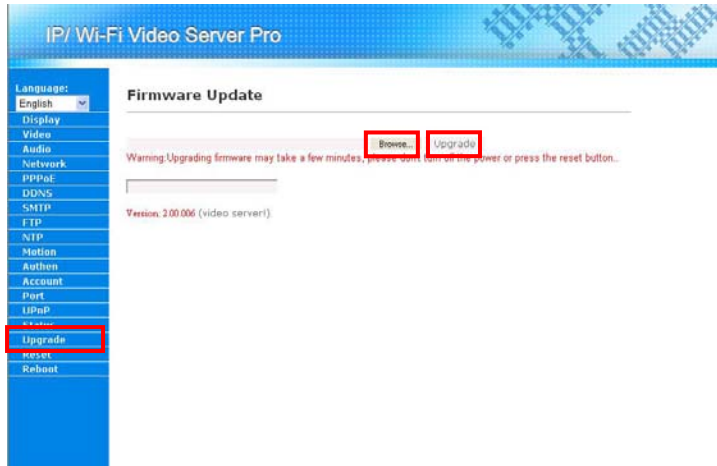 IP/ Wi-Fi Video Server Pro
Language:
English
Display
Video
Audio
Network
PPPoE
DDNS
SMTP
FTP
NTP
Motion
Authen
Account
Port
UPnP
Status
Upgrade
Reset
Reboot
Firmware Update
Browse... Upgrade
Warning:Upgrading firmware may take a few minutes, please don't turn off the power or press the reset button..
Version: 2.00.006 (video server!)